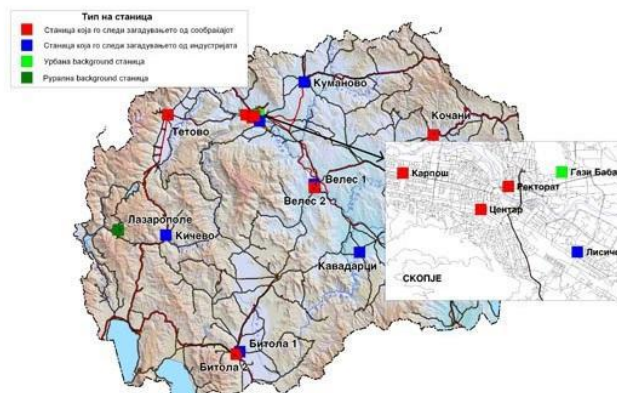 Тип на станица
Станица која го следи загадувањето од сообраќајот
Станица која го следи загадувањето од индустријата
Урбана background станица
Рурална background станица
Куманово
Кочани
Тетово
Велес 1
Велес 2
Лазарополе
Кичево
Кавадарци
Битола 1
Битола 2
Карпош
Гази Баба
Ректорат
Центар
Лисиче
СКОПЈЕ